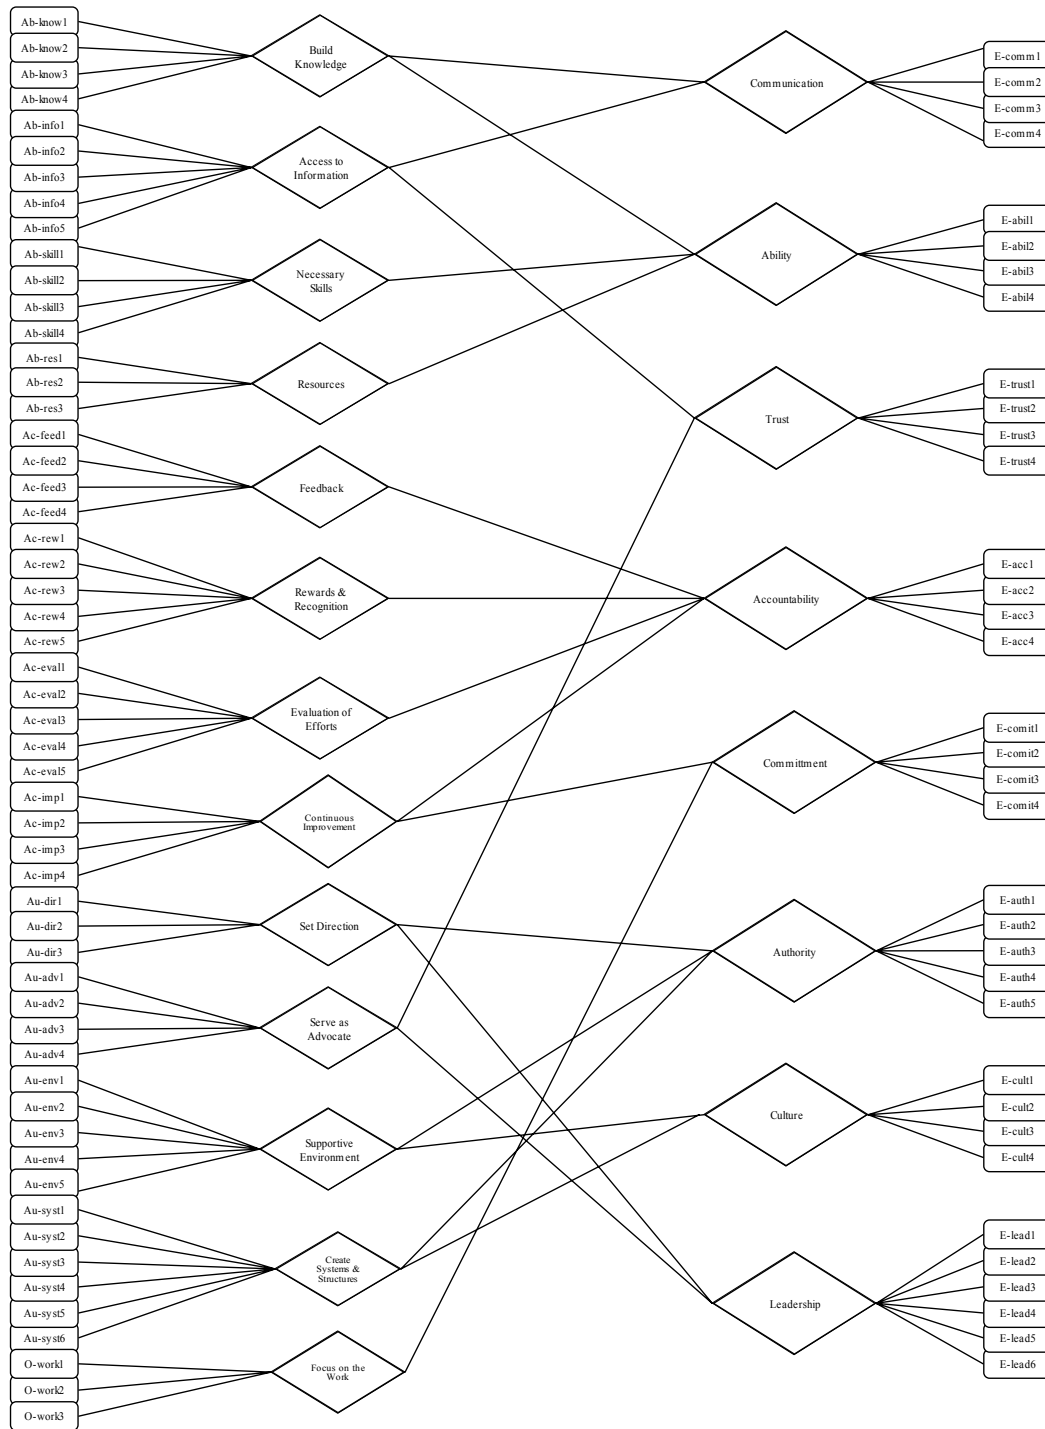 Ab-know1
Ab-know2
Ab-know3
Ab-know4
Ab-info1
Ab-info2
Ab-info3
Ab-info4
Ab-info5
Ab-skill1
Ab-skill2
Ab-skill3
Ab-skill4
Ab-res1
Ab-res2
Ab-res3
Ac-feed1
Ac-feed2
Ac-feed3
Ac-feed4
Ac-rew1
Ac-rew2
Ac-rew3
Ac-rew4
Ac-rew5
Ac-eval1
Ac-eval2
Ac-eval3
Ac-eval4
Ac-eval5
Ac-imp1
Ac-imp2
Ac-imp3
Ac-imp4
Au-dir1
Au-dir2
Au-dir3
Au-adv1
Au-adv2
Au-adv3
Au-adv4
Au-env1
Au-env2
Au-env3
Au-env4
Au-env5
Au-syst1
Au-syst2
Au-syst3
Au-syst4
Au-syst5
Au-syst6
O-work1
O-work2
O-work3
Build
Knowledge
Access to
Information
Necessary
Skills
Resources
Feedback
Rewards &
Recognition
Evaluation of
Efforts
Continuous
Improvement
Set Direction
Serve as
Advocate
Supportive
Environment
Create
Systems &
Structures
Focus on the
Work
Communication
Ability
Trust
Accountability
Committment
Authority
Culture
Leadership
E-comm1
E-comm2
E-comm3
E-comm4
E-abil1
E-abil2
E-abil3
E-abil4
E-trust1
E-trust2
E-trust3
E-trust4
E-acc1
E-acc2
E-acc3
E-acc4
E-comit1
E-comit2
E-comit3
E-comit4
E-auth1
E-auth2
E-auth3
E-auth4
E-auth5
E-cult1
E-cult2
E-cult3
E-cult4
E-lead1
E-lead2
E-lead3
E-lead4
E-lead5
E-lead6